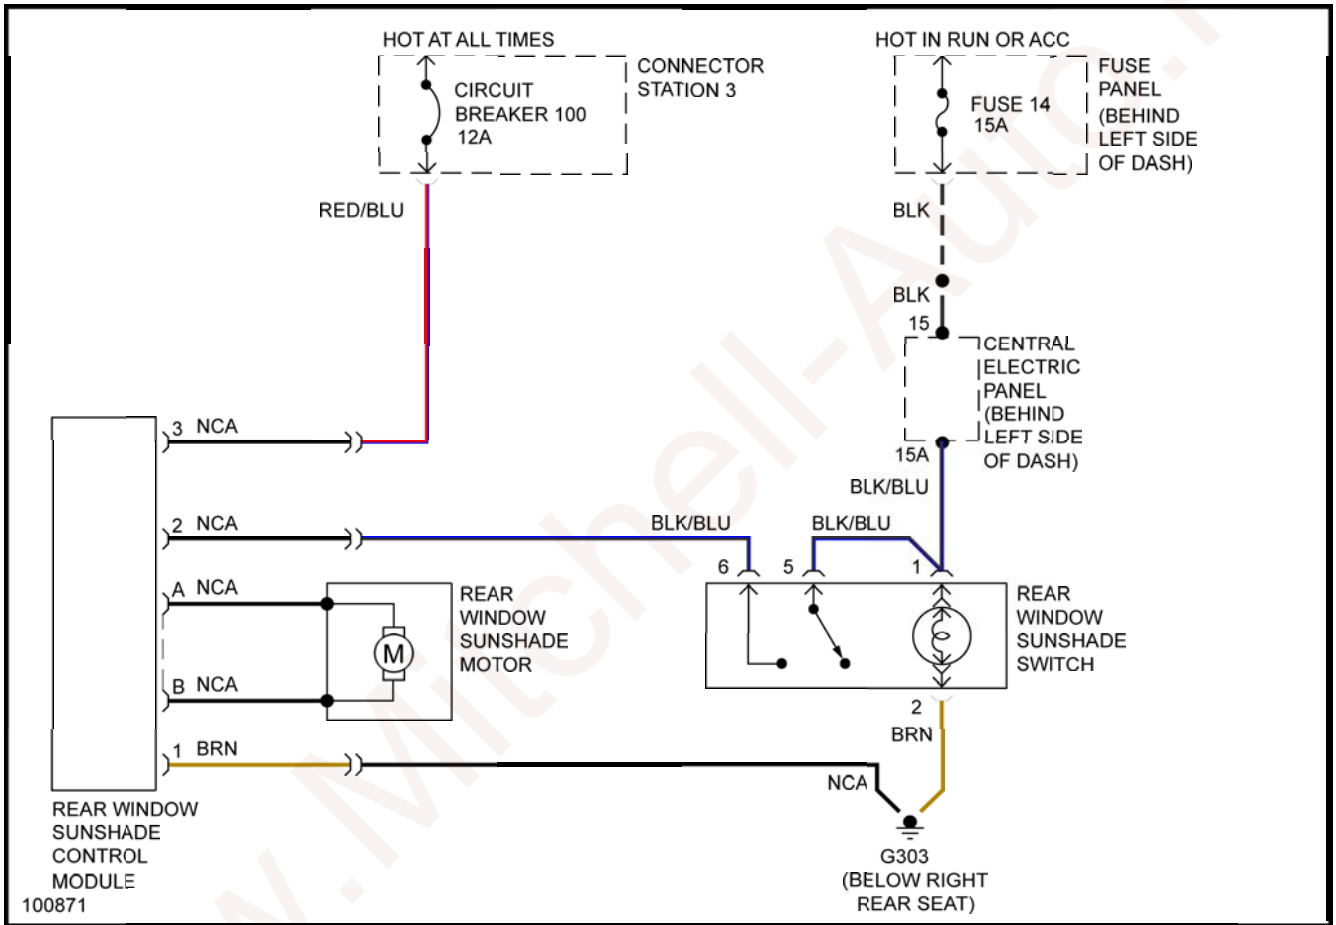 HOT AT ALL TIMES
CONNECTOR
STATION 3
CIRCUIT
BREAKER 100
12A
HOT IN RUN OR ACC
FUSE
PANEL
(BEHIND
LEFT SIDE
OF DASH)
FUSE 14
15A
RED/BLU
BLK
BLK
15
CENTRAL
ELECTRIC
PANEL
(BEHIND
LEFT SIDE
OF DASH)
15A
BLK/BLU
3 NCA
2 NCA
BLK/BLU
BLK/BLU
6
5
1
A NCA
REAR
WINDOW
SUNSHADE
MOTOR
M
REAR
WINDOW
SUNSHADE
SWITCH
B NCA
2
BRN
1 BRN
NCA
REAR WINDOW
SUNSHADE
CONTROL
MODULE
G303
(BELOW RIGHT
REAR SEAT)
100871
w.Mitchell-Auto.r